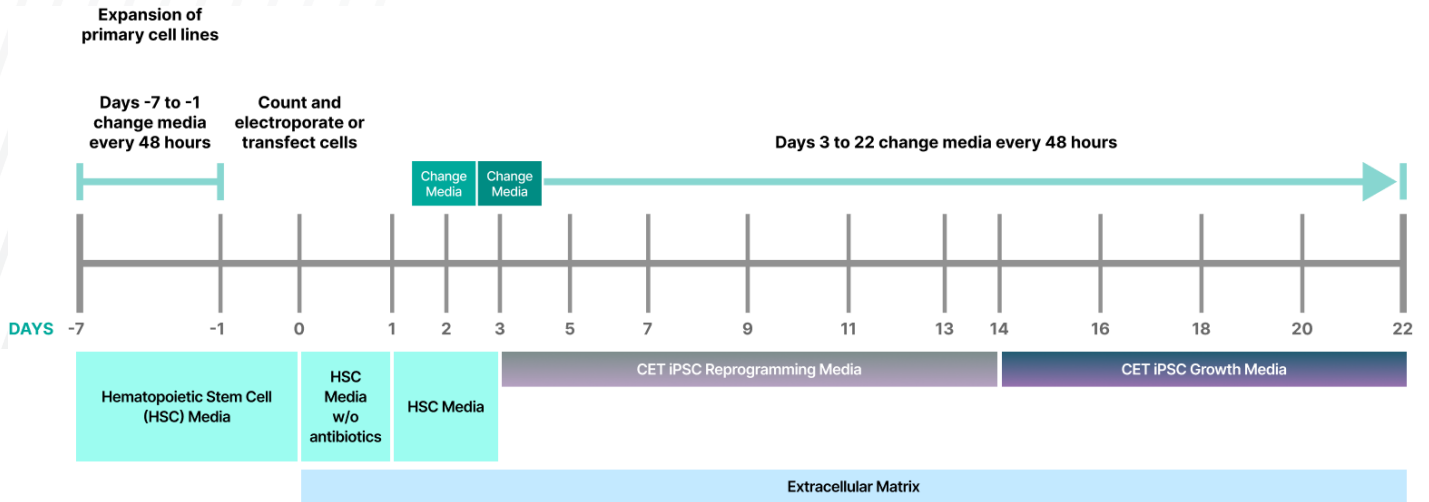 Expansion of
primary cell lines
Days -7 to -1
change media
every 48 hours
Count and
electroporate or
transfect cells
Days 3 to 22 change media every 48 hours
Change
Media
Change
Media
DAYS -7 -1 0 1 2 3 5 7 9 11 13 14 16 18 20 22
Hematopoietic Stem Cell
(HSC) Media
HSC
Media
w/o
antibiotics
HSC Media
CET iPSC Reprogramming Media
CET iPSC Growth Media
Extracellular Matrix